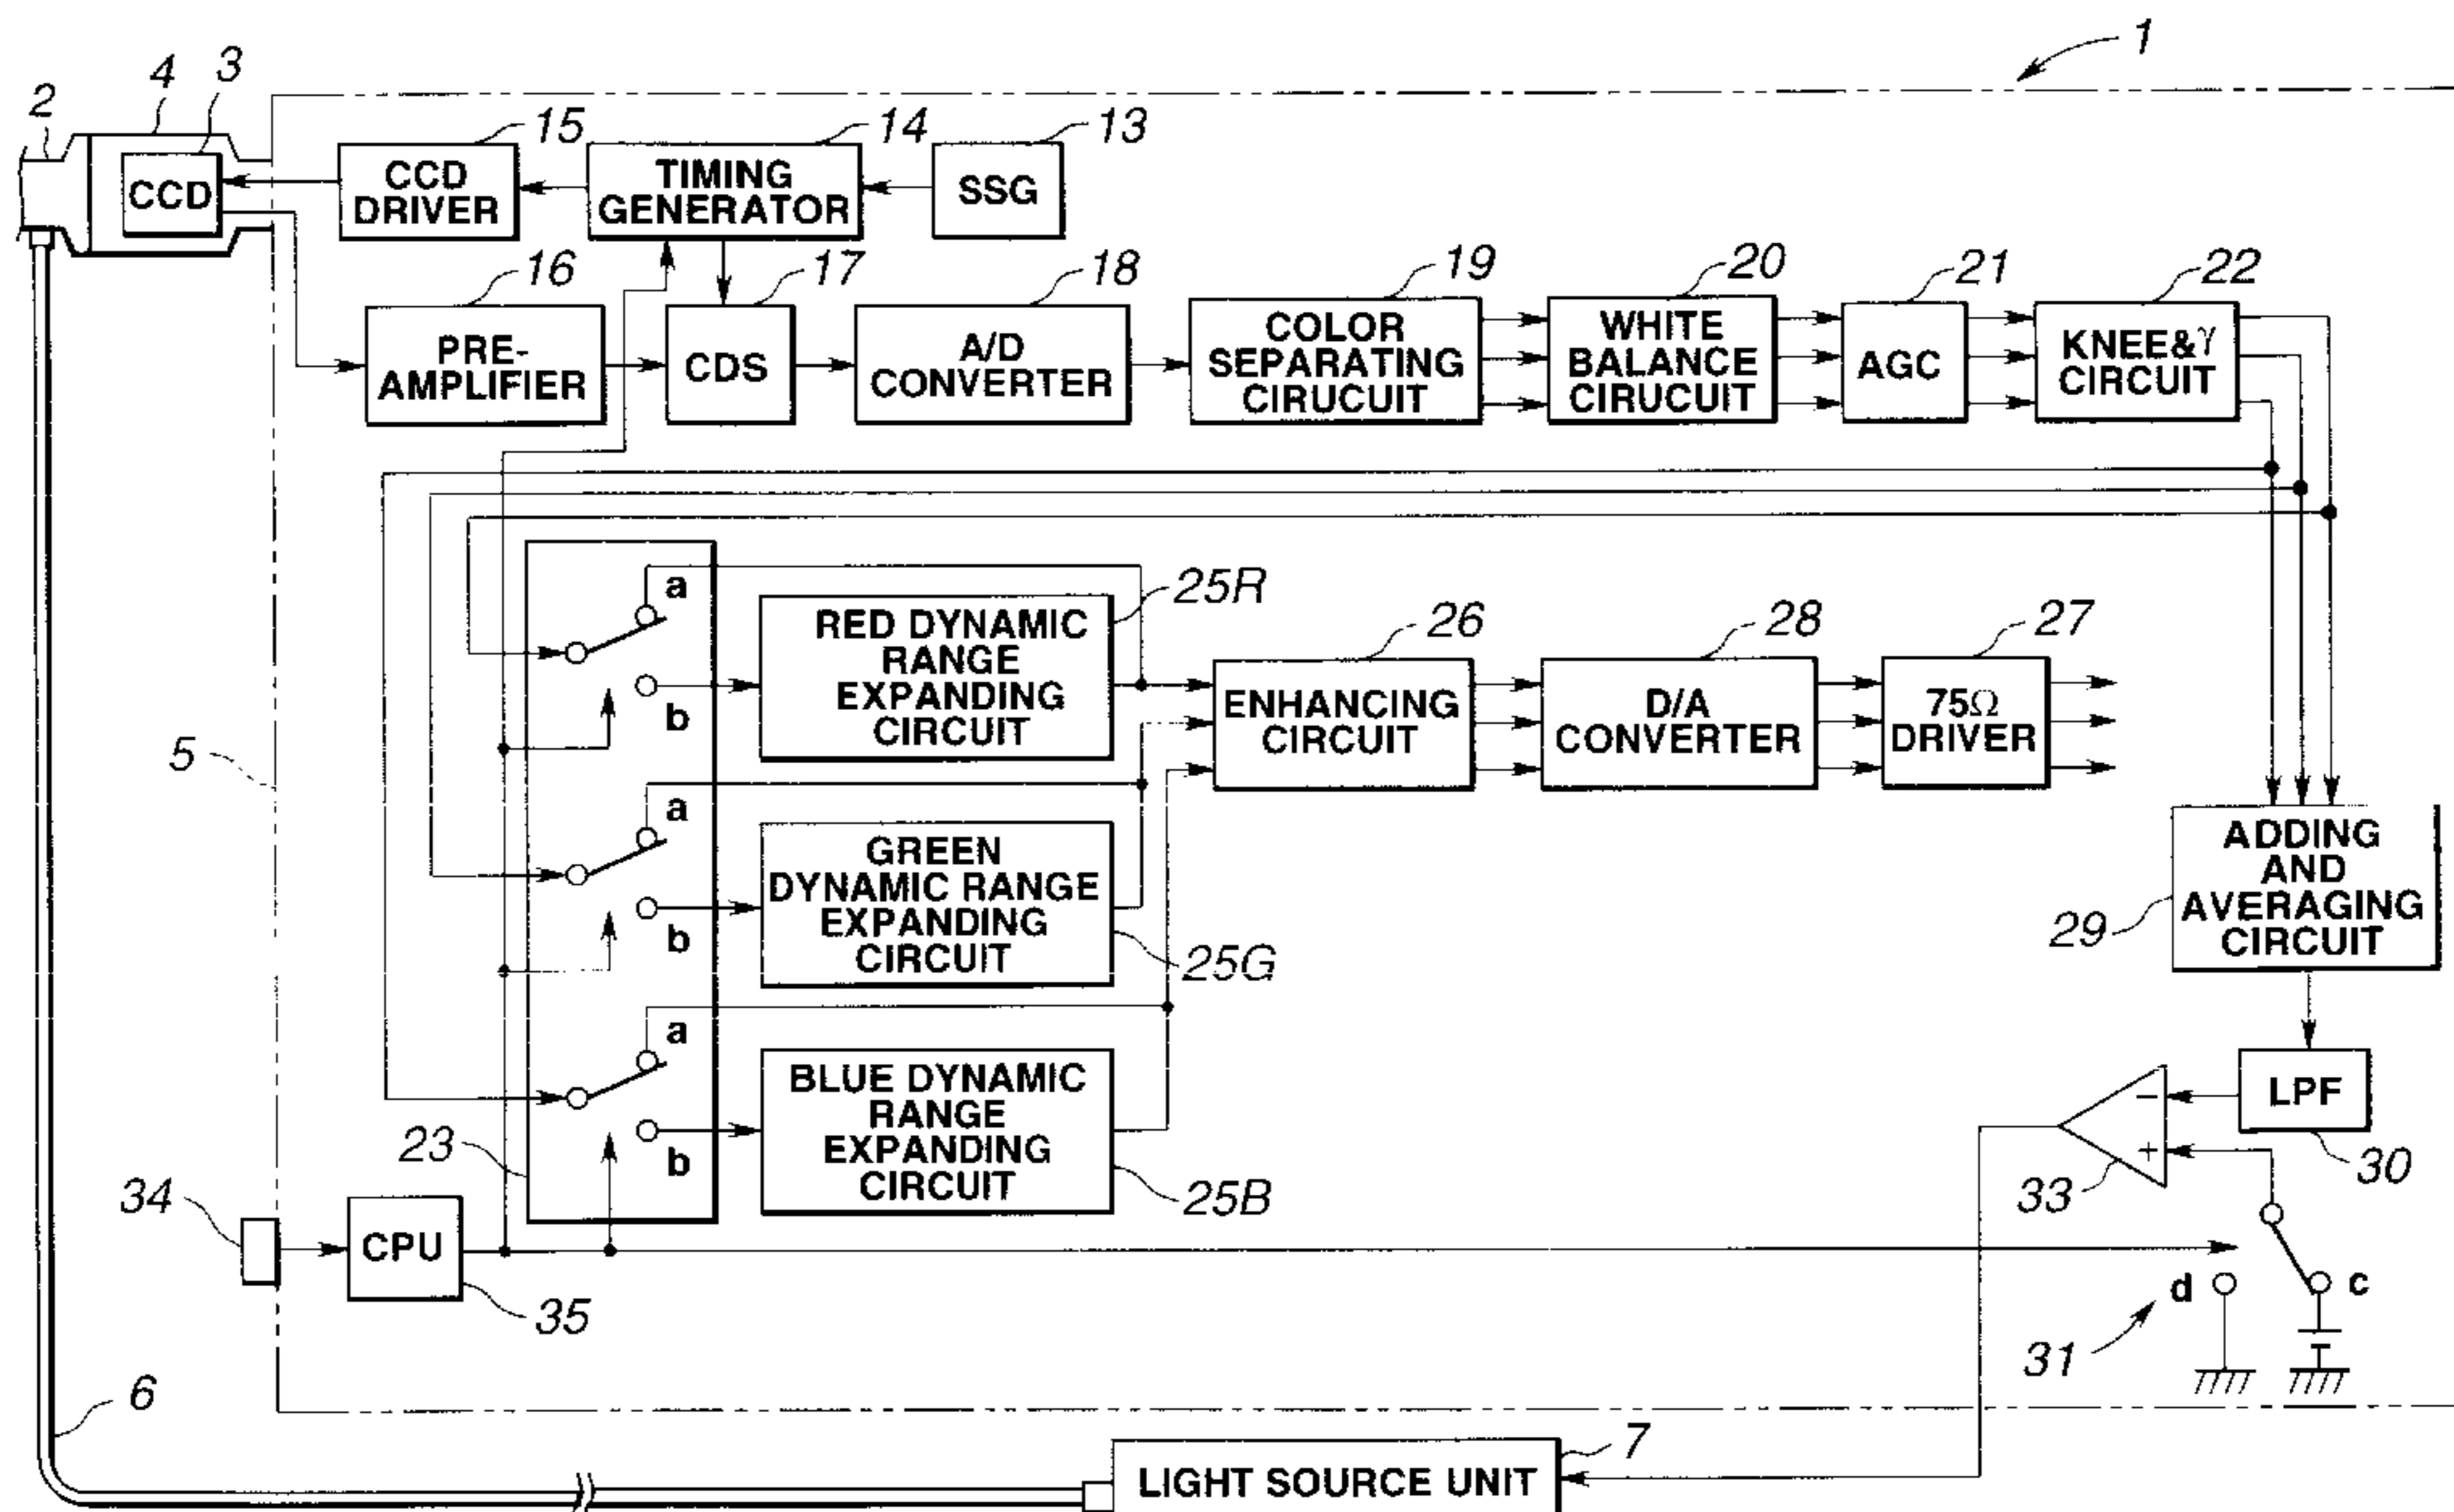 1
2
4
3
15
14
13
CCD
CCD
DRIVER
TIMING
GENERATOR
SSG
16
17
18
19
20
21
22
PRE-
AMPLIFIER
CDS
A/D
CONVERTER
COLOR
SEPARATING
CIRUCUIT
WHITE
BALANCE
CIRUCUIT
AGC
KNEE&γ
CIRCUIT
a
b
25R
RED DYNAMIC
RANGE
EXPANDING
CIRCUIT
26
28
27
ENHANCING
CIRCUIT
D/A
CONVERTER
75Ω
DRIVER
5
a
b
GREEN
DYNAMIC RANGE
EXPANDING
CIRCUIT
25G
ADDING
AND
AVERAGING
CIRCUIT
29
a
b
BLUE DYNAMIC
RANGE
EXPANDING
CIRCUIT
25B
23
LPF
30
−
+
33
34
CPU
35
d
c
31
6
7
LIGHT SOURCE UNIT